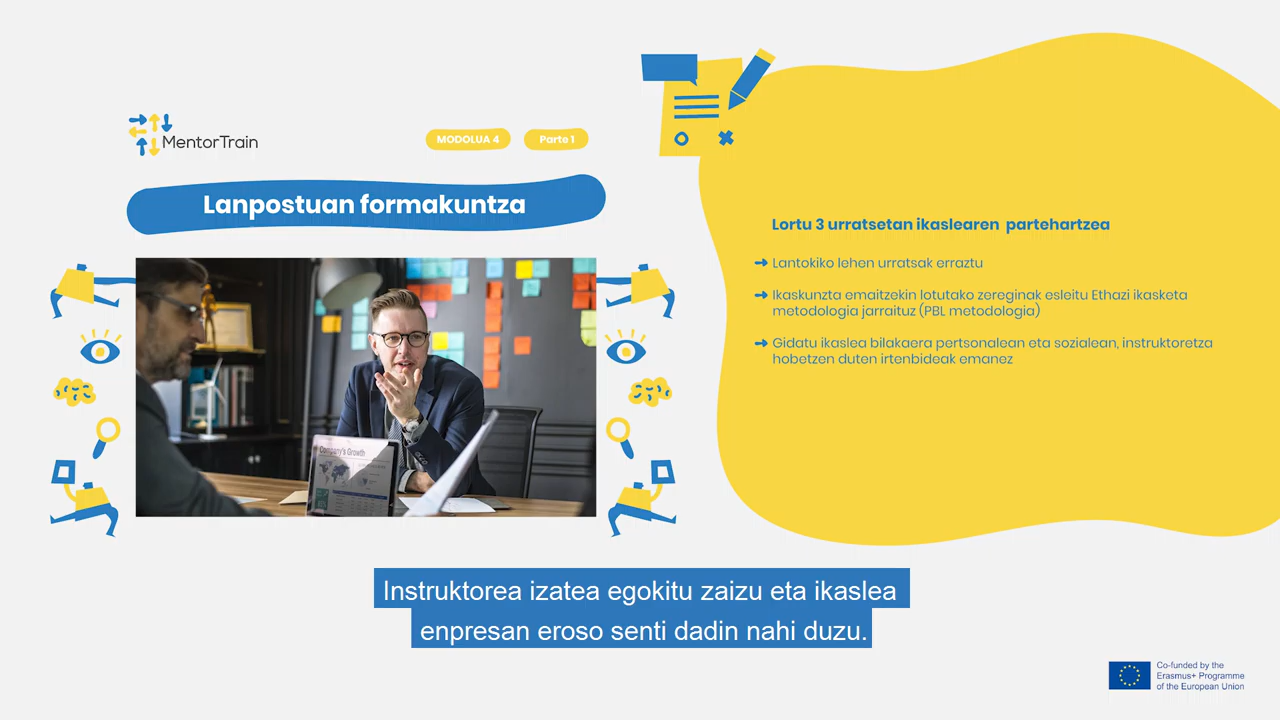 MentorTrain
MODOLUA 4
Parte 1
Lanpostuan formakuntza
Company's Growth
Lortu 3 urratsetan ikaslearen partehartzea
Lantokiko lehen urratsak erraztu
Ikaskunzta emaitzekin lotutako zereginak esleitu Ethazi ikasketa
metodologia jarraituz (PBL metodologia)
Gidatu ikaslea bilakaera pertsonalean eta sozialean, instruktoretza
hobetzen duten irtenbideak emanez
Instruktorea izatea egokitu zaizu eta ikaslea
enpresan eroso senti dadin nahi duzu.
Co-funded by the
Erasmus+ Programme
of the European Union